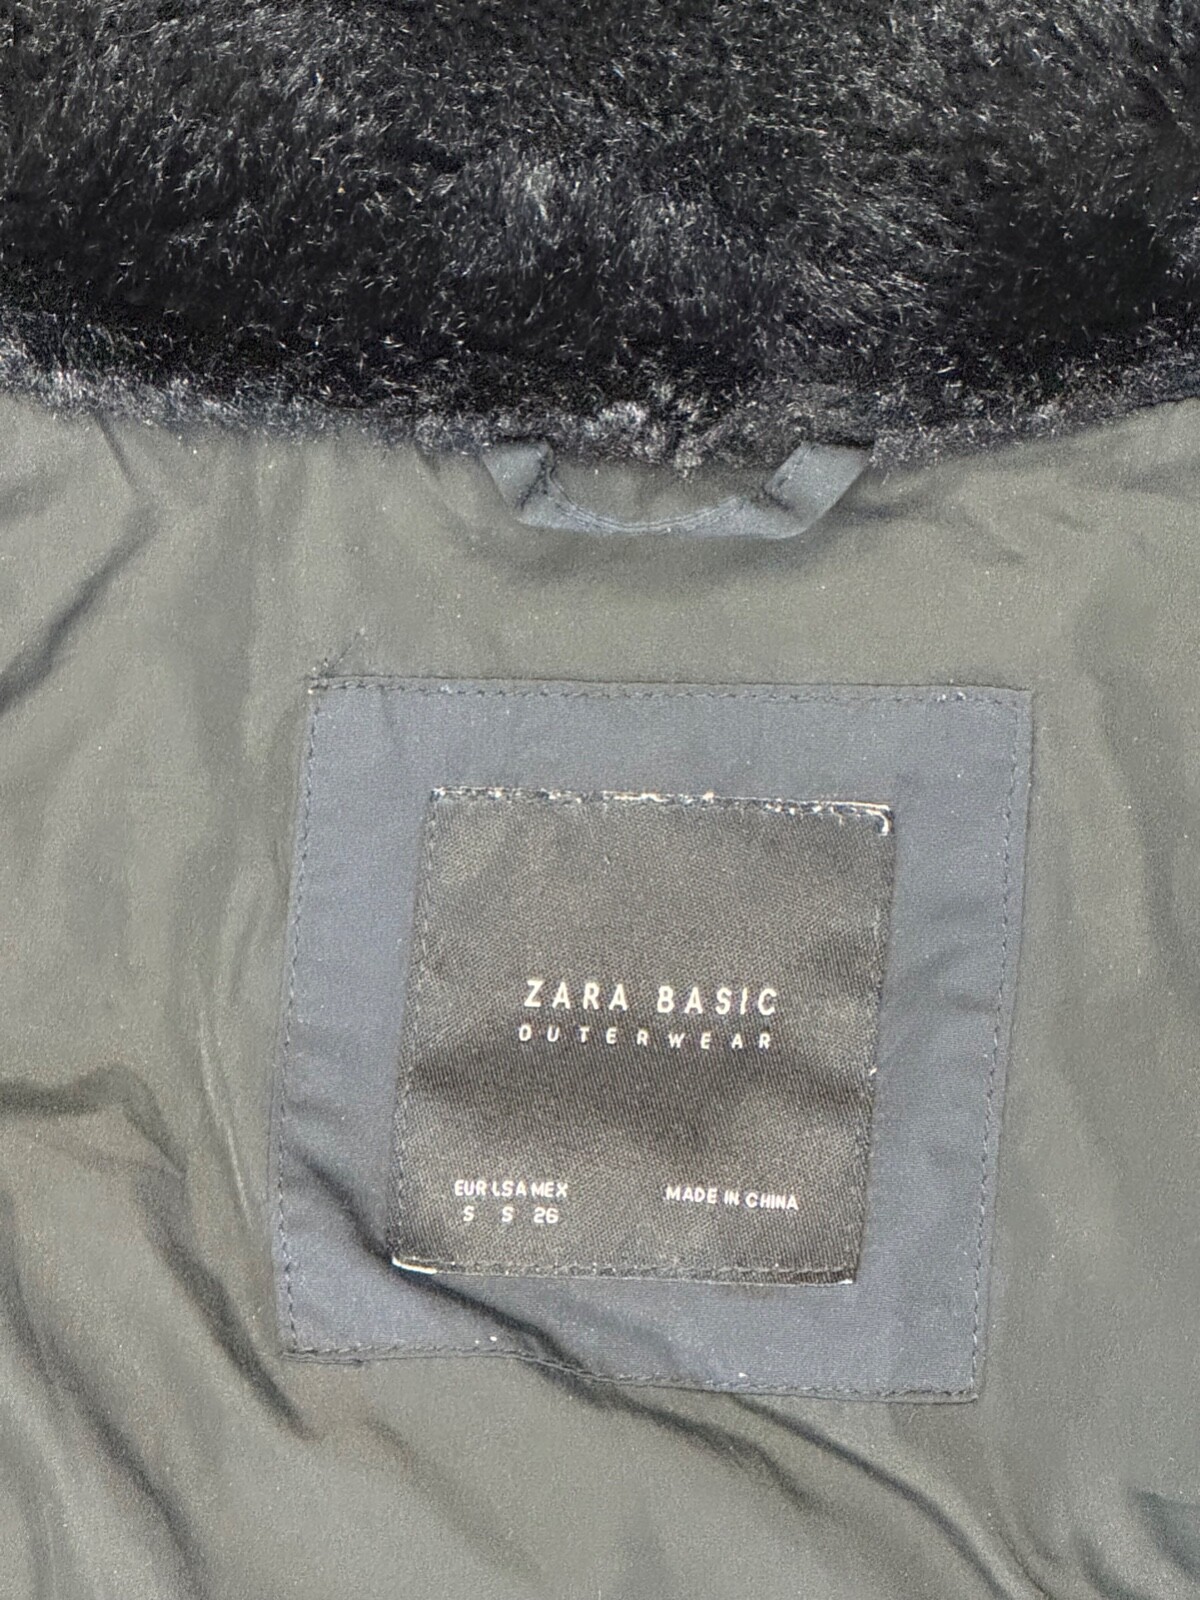 ZARA BASIC
OUTERWEAR
EUR USA MEX
S S 26
MADE IN CHINA